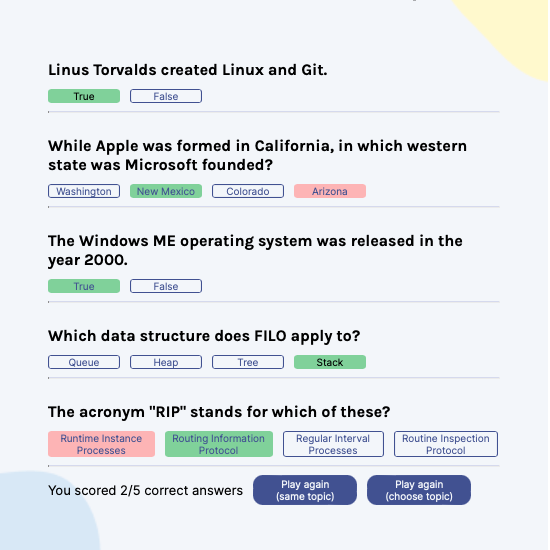 Linus Torvalds created Linux and Git.
True False
While Apple was formed in California, in which western
state was Microsoft founded?
Washington New Mexico Colorado Arizona
The Windows ME operating system was released in the
year 2000.
True False
Which data structure does FILO apply to?
Queue Heap Tree Stack
The acronym "RIP" stands for which of these?
Runtime Instance Processes
Routing Information Protocol
Regular Interval Processes
Routine Inspection Protocol
You scored 2/5 correct answers
Play again (same topic)
Play again (choose topic)